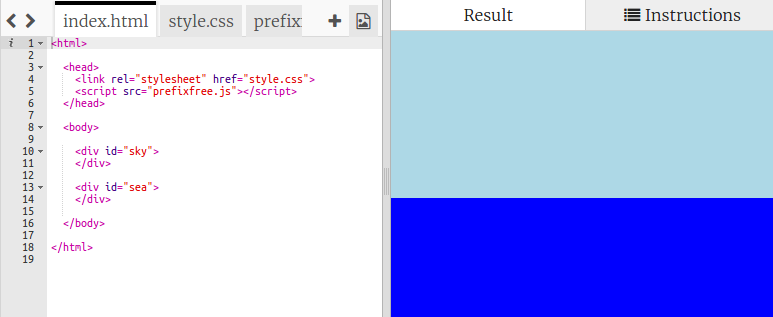 index.html style.css prefix
Result Instructions
i 1 <html>
2
3 <head>
4 <link rel="stylesheet" href="style.css">
5 <script src="prefixfree.js"></script>
6 </head>
7
8 <body>
9
10 <div id="sky">
11 </div>
12
13 <div id="sea">
14 </div>
15
16 </body>
17
18 </html>
19